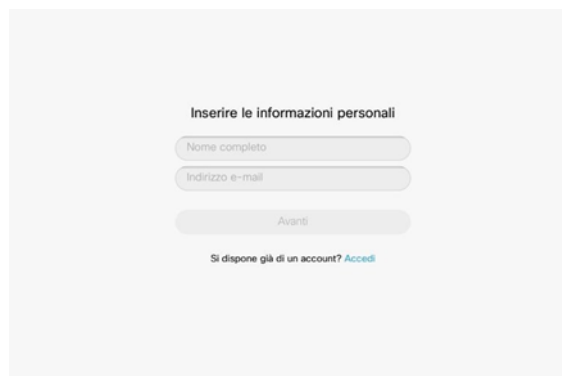 Inserire le informazioni personali
Nome completo
Indirizzo e-mail
Avanti
Si dispone già di un account? Accedi